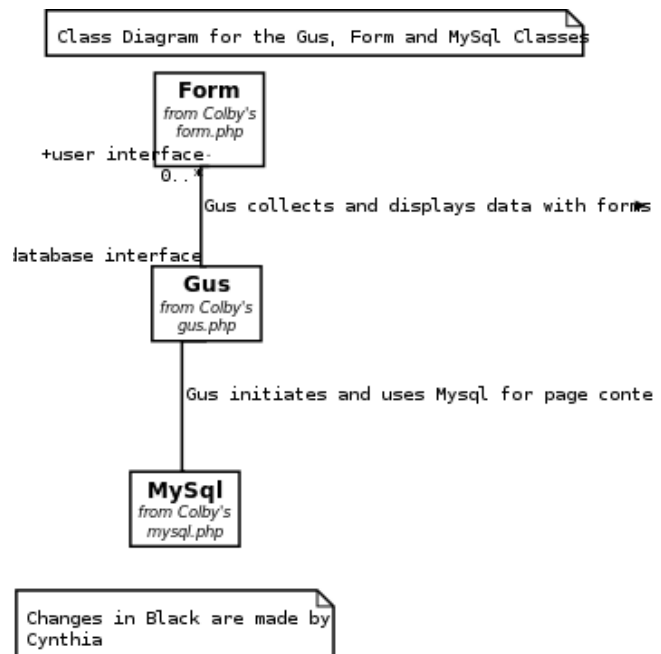 Class Diagram for the Gus, Form and MySql Classes
Form
from Colby's
form.php
+user interface
0..*
Gus collects and displays data with forms
database interface
Gus
from Colby's
gus.php
Gus initiates and uses Mysql for page conte
MySql
from Colby's
mysql.php
Changes in Black are made by
Cynthia